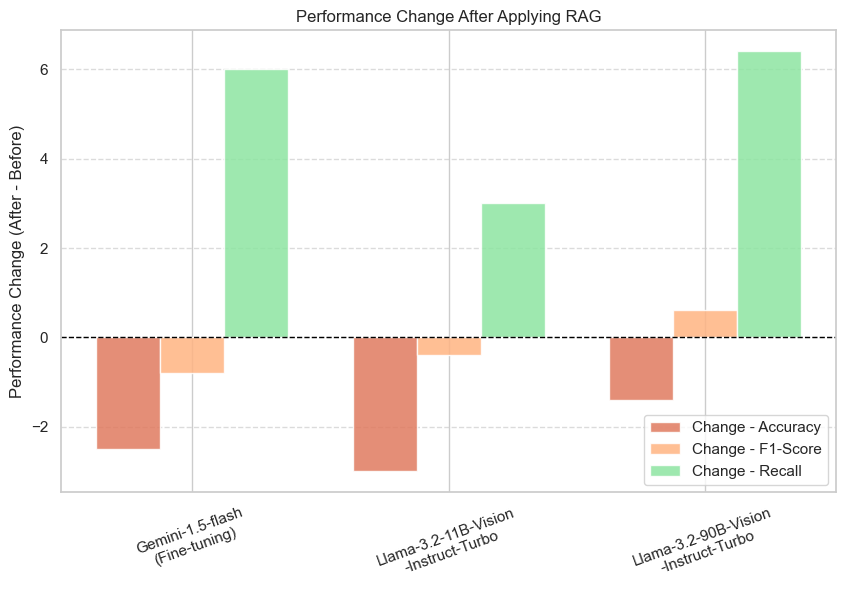 Performance Change After Applying RAG
Performance Change (After - Before)
6
4
2
0
−2
Change - Accuracy
Change - F1-Score
Change - Recall
Gemini-1.5-flash
(Fine-tuning)
Llama-3.2-11B-Vision
-Instruct-Turbo
Llama-3.2-90B-Vision
-Instruct-Turbo